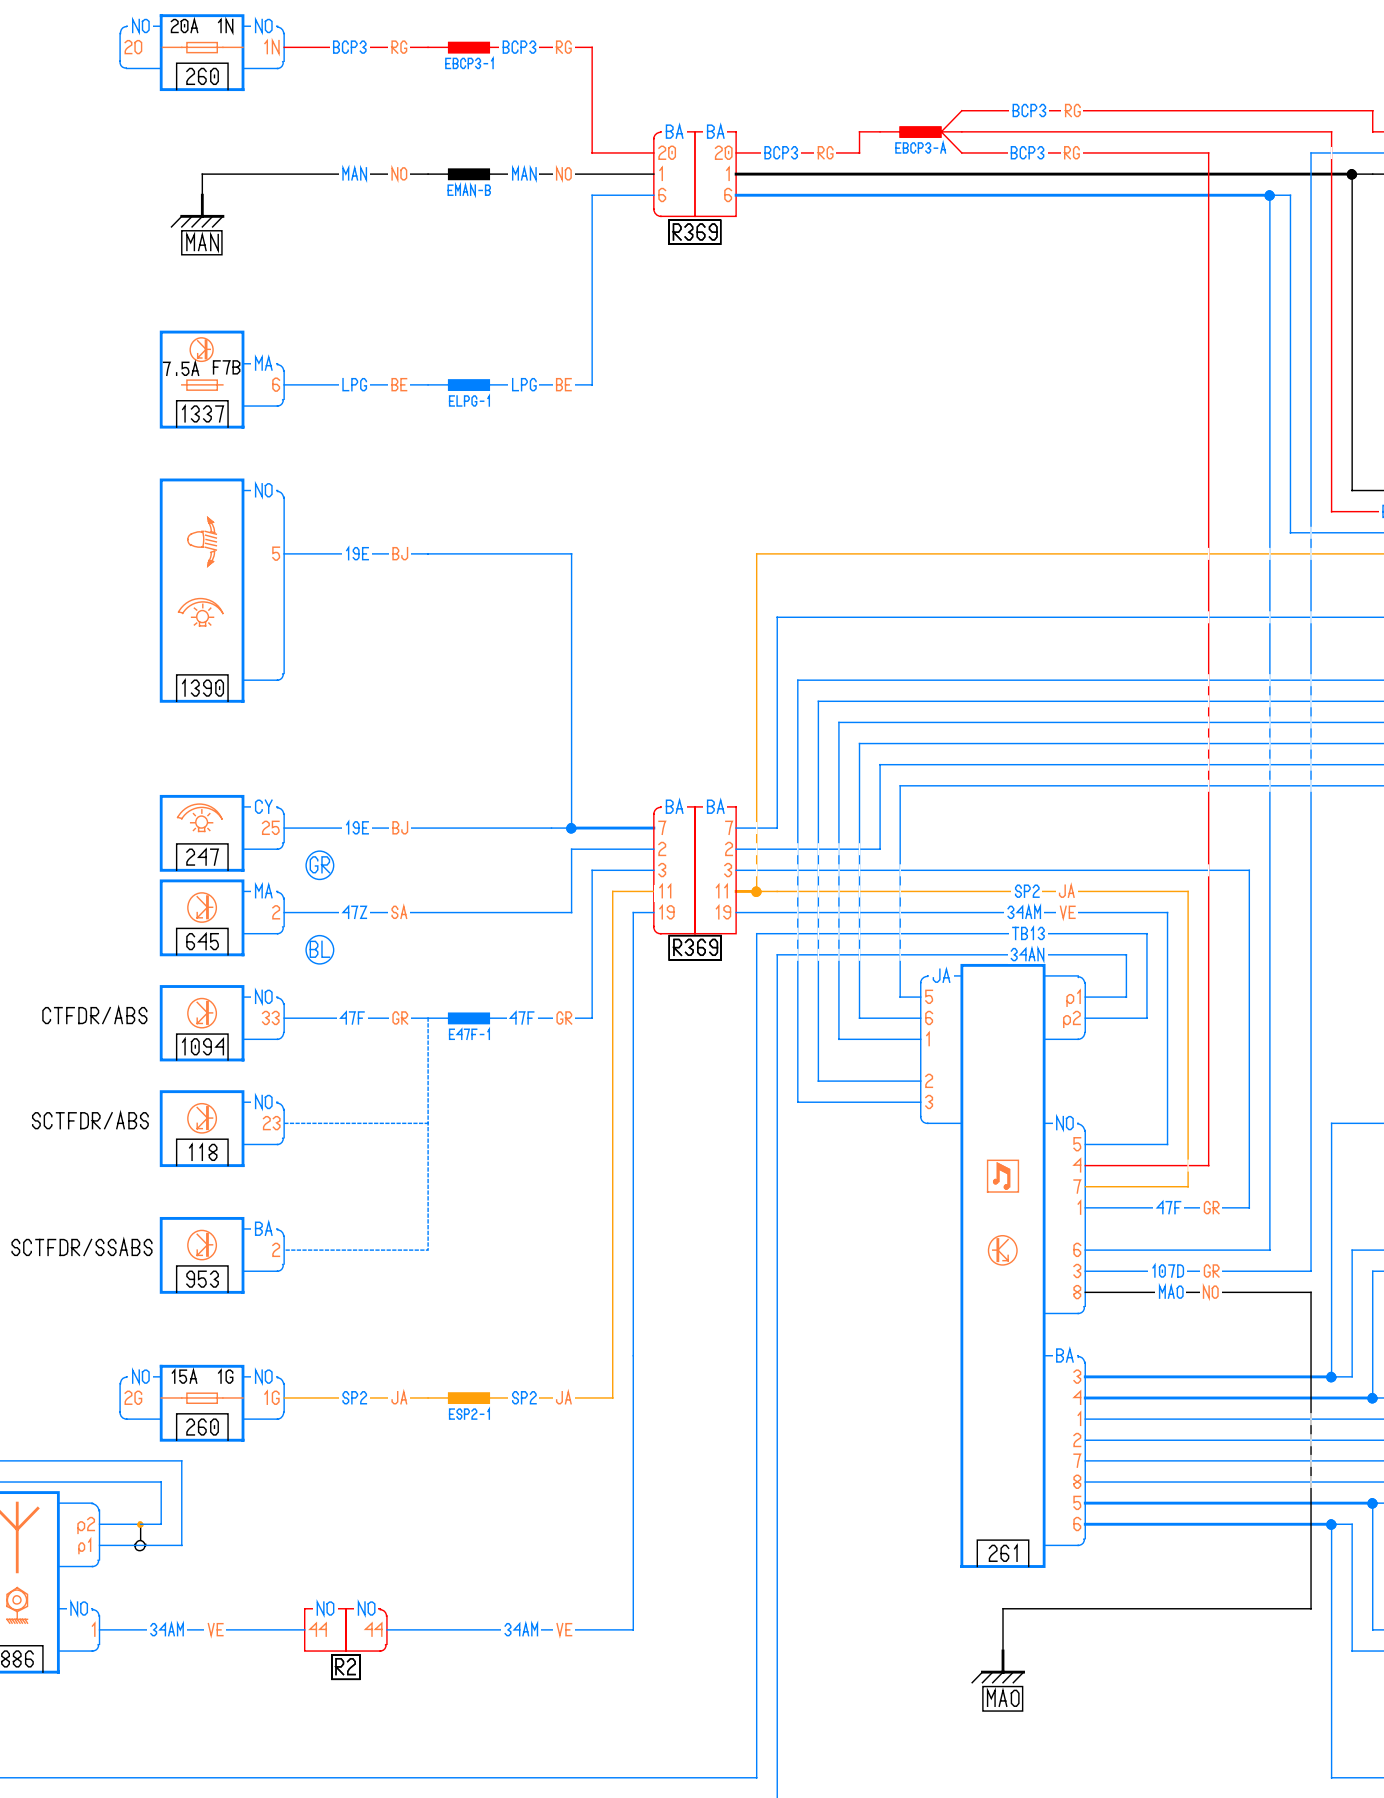 NO 20A 1N NO
20 1N BCP3 RG BCP3 RG
EBCP3-1
260
BCP3 RG
BA BA
20 20 BCP3 RG EBCP3-A BCP3 RG
MAN NO MAN NO 1 1
EMAN-B
6 6
R369
MAN
7.5A F7B MA
6 LPG BE LPG BE
ELPG-1
1337
NO
5 19E BJ
1390
CY BA BA
25 19E BJ 7 7
247 GR
2 2
3 3
MA 11 11 SP2 JA
2 47Z SA 19 19 34AM VE
645 BL R369 TB13
34AN
JA
CTFDR/ABS NO 5 p1
33 47F GR 47F GR 6 p2
E47F-1
1094 1
2
SCTFDR/ABS NO 3
23 NO
118 5
4
7
1 47F GR
SCTFDR/SSABS BA
2 6
953 3 107D GR
8 MAO NO
BA
NO 15A 1G NO 3
2G 1G SP2 JA SP2 JA 4
ESP2-1
260 1
2
7
8
5
p2 6
p1
261
NO NO NO
1 34AM VE 44 44 34AM VE
886 R2
MAO